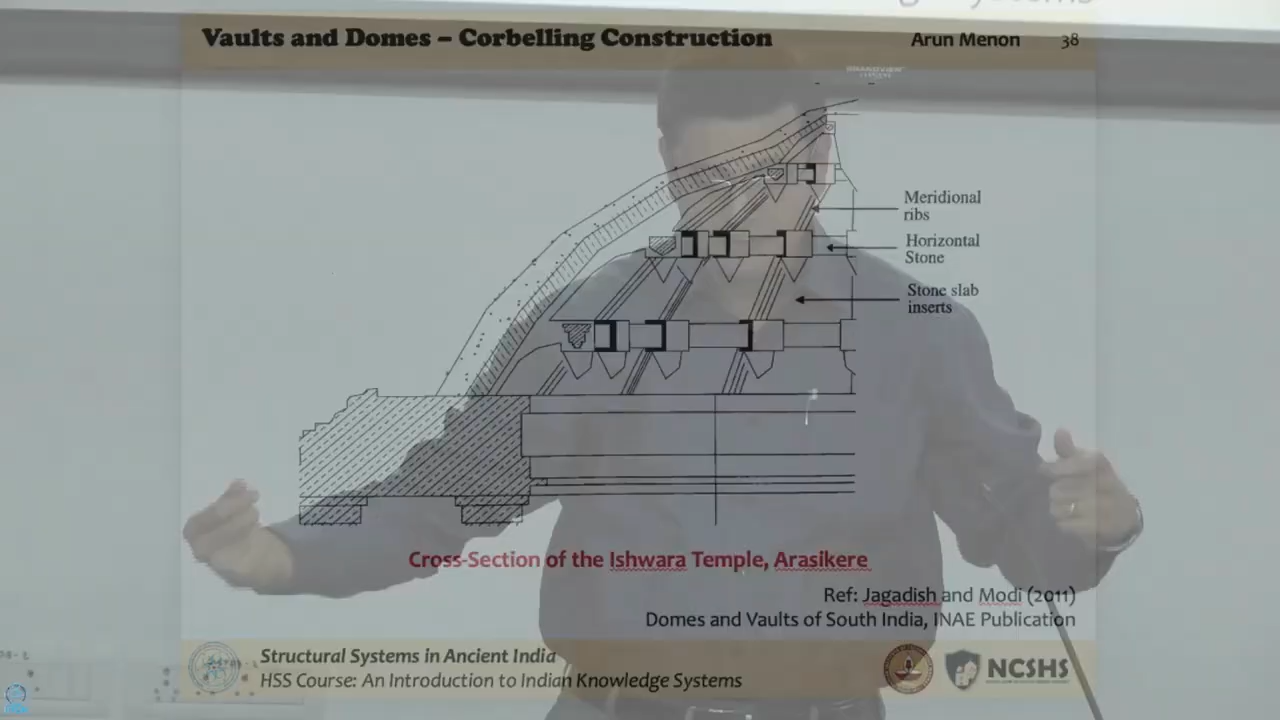 Vaults and Domes – Corbelling Construction
Arun Menon 38
GRANDVIEW
Meridional
ribs
Horizontal
Stone
Stone slab
inserts
Cross-Section of the Ishwara Temple, Arasikere
Ref: Jagadish and Modi (2011)
Domes and Vaults of South India, INAE Publication
Structural Systems in Ancient India
HSS Course: An Introduction to Indian Knowledge Systems
NCSHS